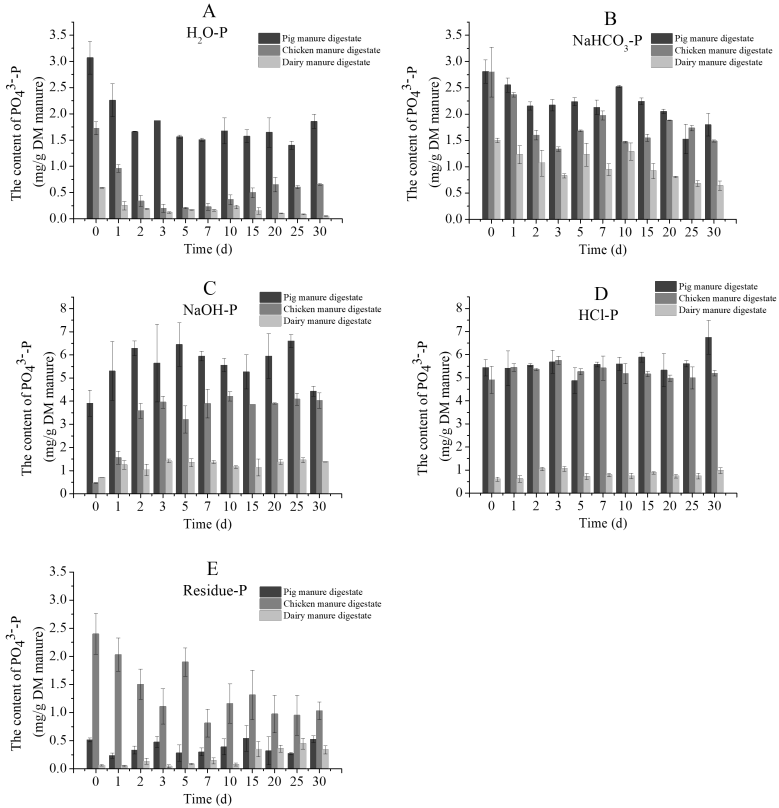 A
H₂O-P
Pig manure digestate
Chicken manure digestate
Dairy manure digestate
The content of PO₄³⁻-P
(mg/g DM manure)
3.5
3.0
2.5
2.0
1.5
1.0
0.5
0.0
0 1 2 3 5 7 10 15 20 25 30
Time (d)
B
NaHCO₃-P
Pig manure digestate
Chicken manure digestate
Dairy manure digestate
The content of PO₄³⁻-P
(mg/g DM manure)
3.5
3.0
2.5
2.0
1.5
1.0
0.5
0.0
0 1 2 3 5 7 10 15 20 25 30
Time (d)
C
NaOH-P
Pig manure digestate
Chicken manure digestate
Dairy manure digestate
The content of PO₄³⁻-P
(mg/g DM manure)
8
7
6
5
4
3
2
1
0
0 1 2 3 5 7 10 15 20 25 30
Time (d)
D
HCl-P
Pig manure digestate
Chicken manure digestate
Dairy manure digestate
The content of PO₄³⁻-P
(mg/g DM manure)
8
7
6
5
4
3
2
1
0
0 1 2 3 5 7 10 15 20 25 30
Time (d)
E
Residue-P
Pig manure digestate
Chicken manure digestate
Dairy manure digestate
The content of PO₄³⁻-P
(mg/g DM manure)
3.5
3.0
2.5
2.0
1.5
1.0
0.5
0.0
0 1 2 3 5 7 10 15 20 25 30
Time (d)